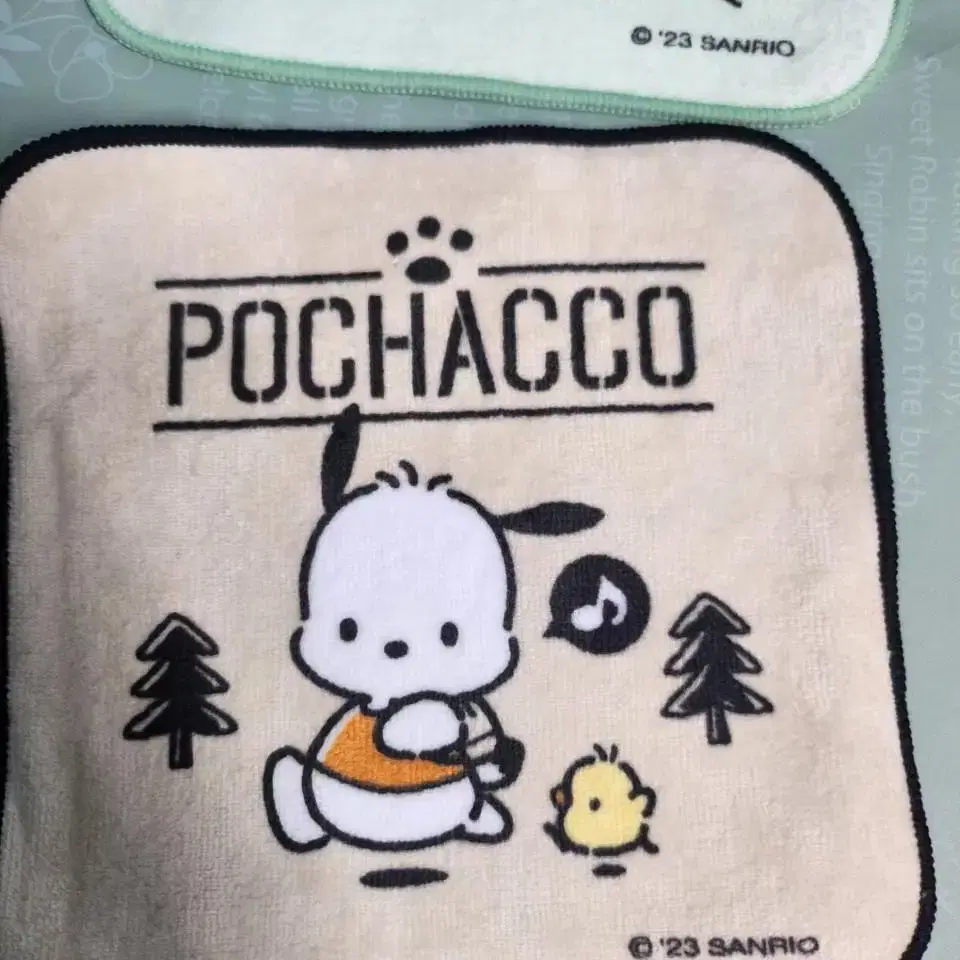 © '23 SANRIO
POCHACCO
© '23 SANRIO
Sweet Robin sits on the bush